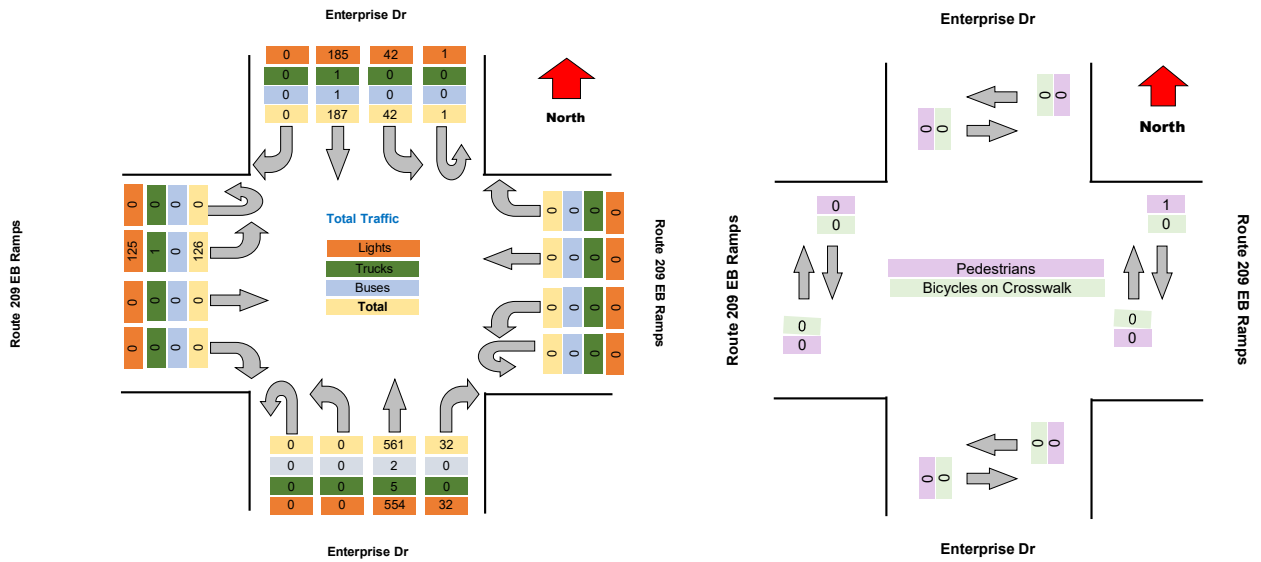 Enterprise Dr
0 185 42 1
0 1 0 0
0 1 0 0
0 187 42 1
North
Route 209 EB Ramps
0 0 0 0
125 1 0 126
0 0 0 0
0 0 0 0
Total Traffic
Lights
Trucks
Buses
Total
0 0 0 0
0 0 0 0
0 0 0 0
0 0 0 0
Route 209 EB Ramps
0 0 561 32
0 0 2 0
0 0 5 0
0 0 554 32
Enterprise Dr
Enterprise Dr
0 0
0 0
North
Route 209 EB Ramps
0
0
0
0
Pedestrians
Bicycles on Crosswalk
1
0
0
0
Route 209 EB Ramps
0 0
0 0
Enterprise Dr